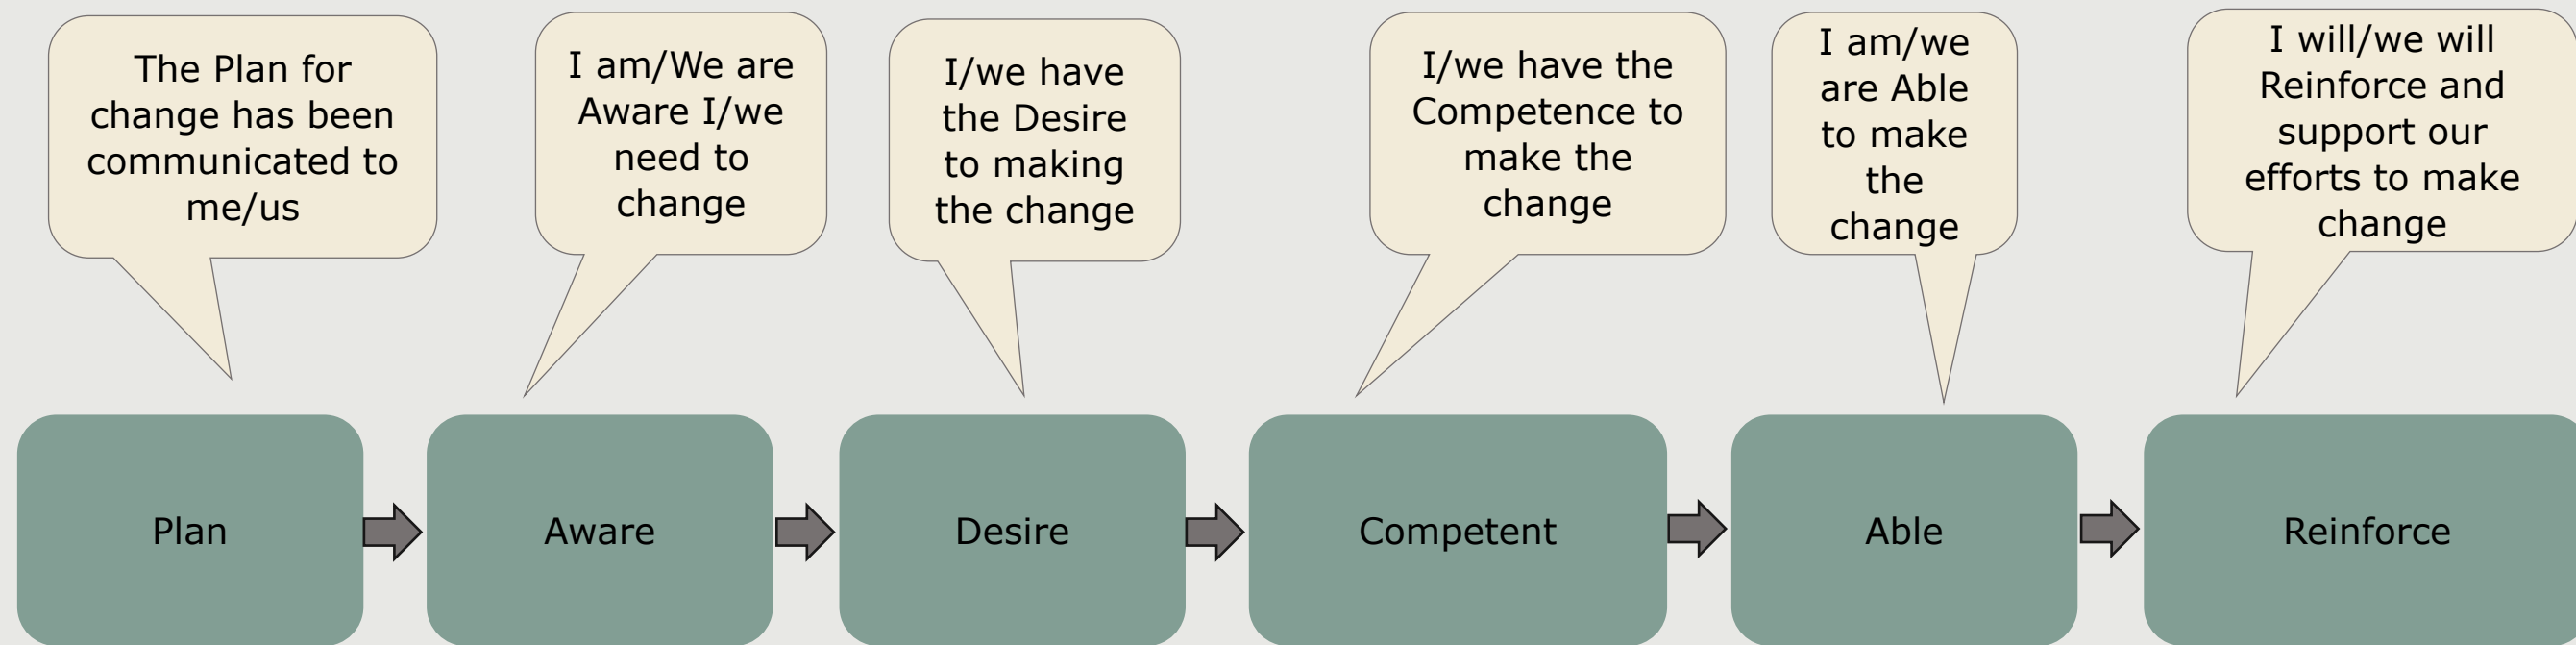 The Plan for
change has been
communicated to
me/us
I am/We are
Aware I/we
need to
change
I/we have
the Desire
to making
the change
I/we have the
Competence to
make the
change
I am/we
are Able
to make
the
change
I will/we will
Reinforce and
support our
efforts to make
change
Plan
Aware
Desire
Competent
Able
Reinforce